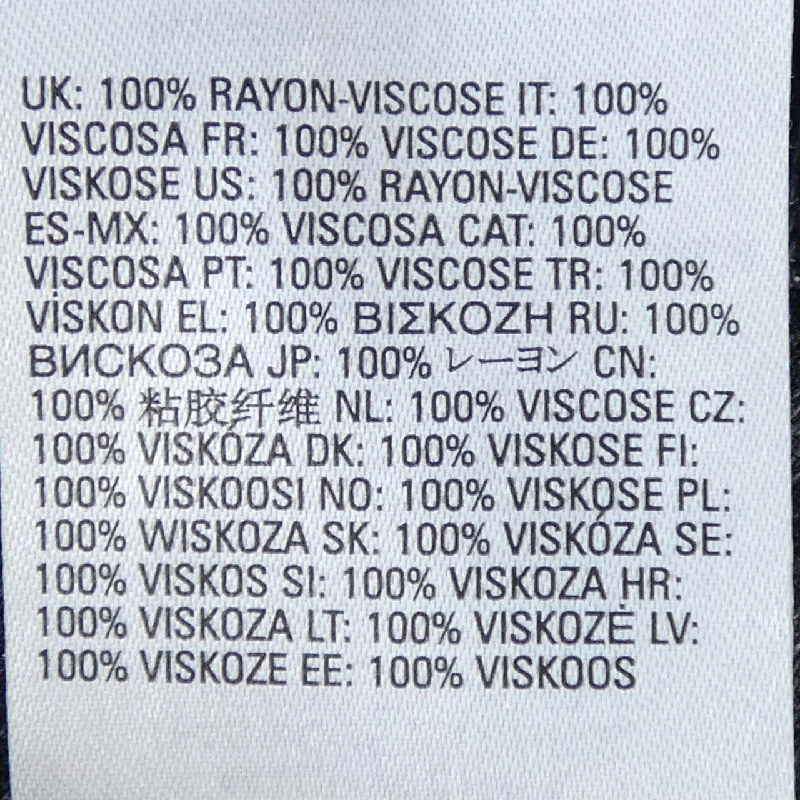 UK: 100% RAYON-VISCOSE IT: 100%
VISCOSA FR: 100% VISCOSE DE: 100%
VISKOSE US: 100% RAYON-VISCOSE
ES-MX: 100% VISCOSA CAT: 100%
VISCOSA PT: 100% VISCOSE TR: 100%
VİSKON EL: 100% ΒΙΣΚΟΖΗ RU: 100%
ВИСКОЗА JP: 100% レーヨン CN:
100% 粘胶纤维 NL: 100% VISCOSE CZ:
100% VISKÓZA DK: 100% VISKOSE FI:
100% VISKOOSI NO: 100% VISKOSE PL:
100% WISKOZA SK: 100% VISKÓZA SE:
100% VISKOS SI: 100% VISKOZA HR:
100% VISKOZA LT: 100% VISKOZĖ LV:
100% VISKOZE EE: 100% VISKOOS